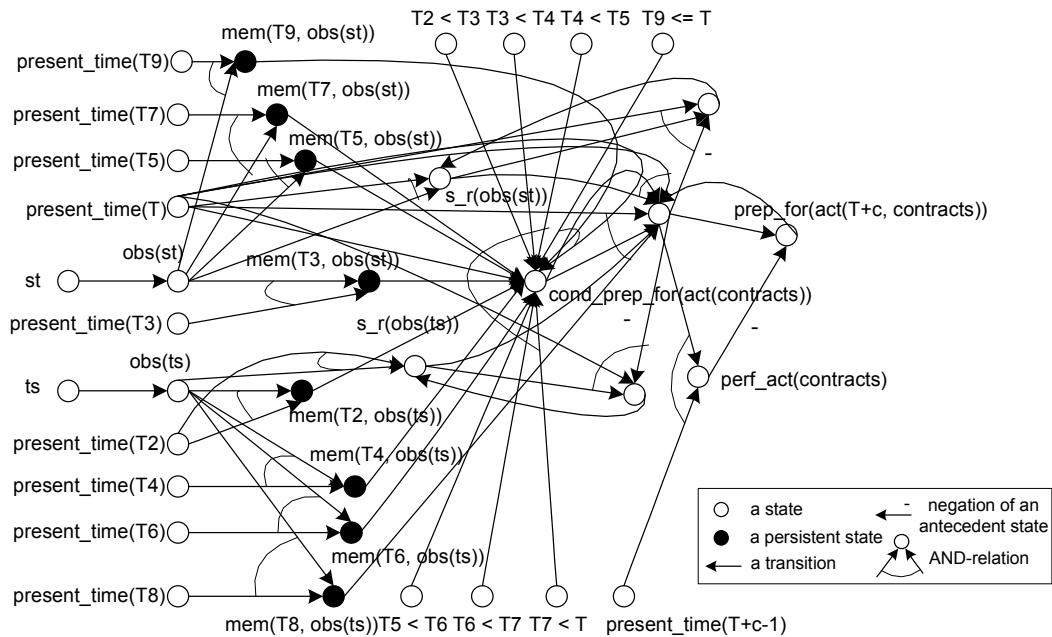 T2 < T3 T3 < T4 T4 < T5 T9 <= T
mem(T9, obs(st))
present_time(T9)
mem(T7, obs(st))
present_time(T7)
mem(T5, obs(st))
present_time(T5)
-
s_r(obs(st))
present_time(T)
prep_for(act(T+c, contracts))
obs(st)
mem(T3, obs(st))
st
cond_prep_for(act(contracts))
present_time(T3)
s_r(obs(ts))
-
-
obs(ts)
ts
perf_act(contracts)
mem(T2, obs(ts))
present_time(T2)
mem(T4, obs(ts))
present_time(T4)
present_time(T6)
mem(T6, obs(ts))
present_time(T8)
mem(T8, obs(ts)) T5 < T6 T6 < T7 T7 < T present_time(T+c-1)
a state
-
negation of an
antecedent state
a persistent state
a transition
AND-relation